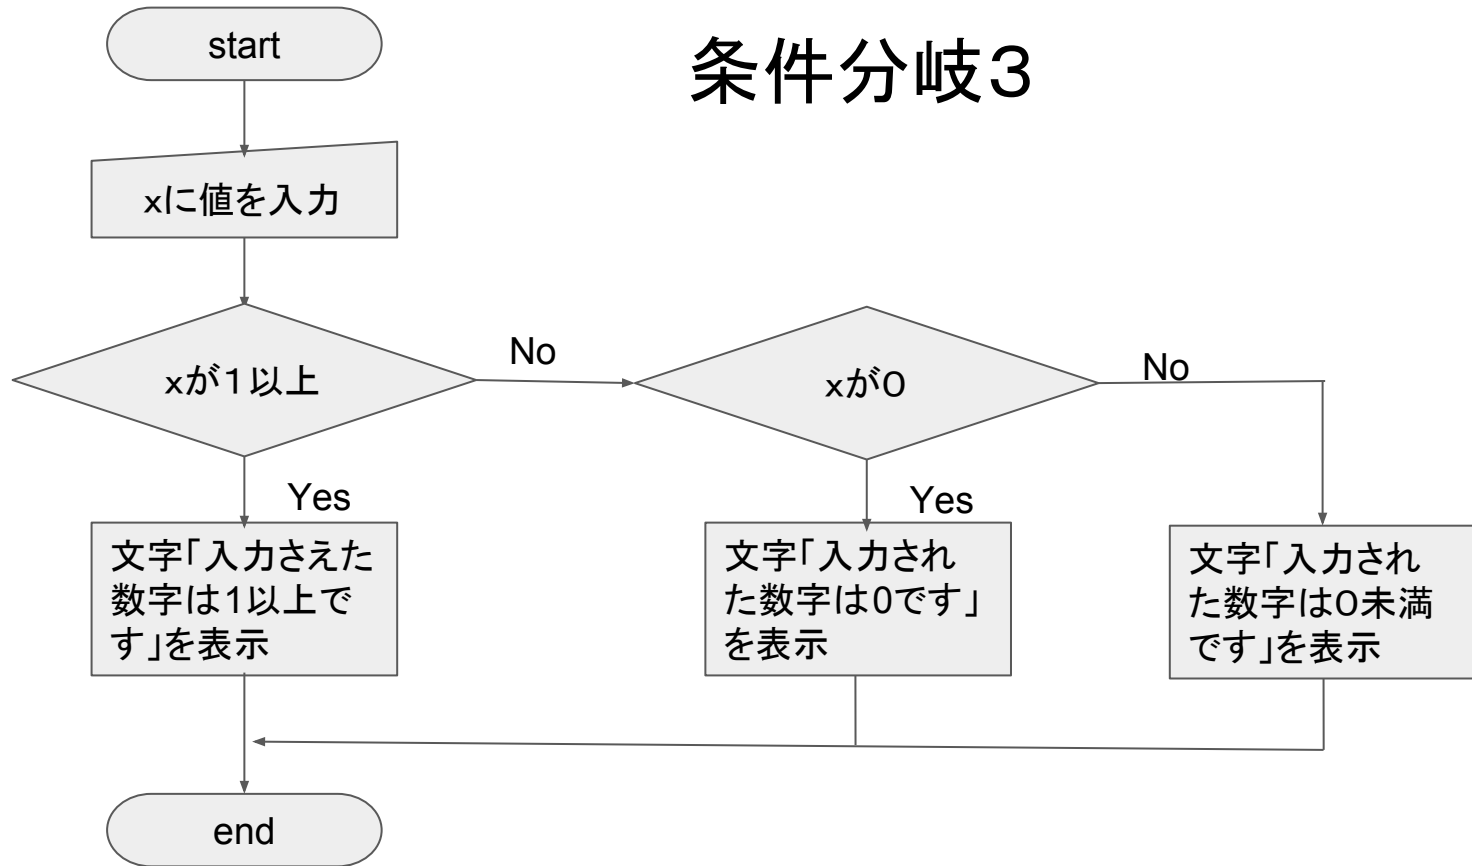 start
条件分岐３
xに値を入力
No
No
xが１以上
xが０
Yes
Yes
文字「入力さえた
数字は1以上で
す」を表示
文字「入力され
た数字は0です」
を表示
文字「入力され
た数字は０未満
です」を表示
end